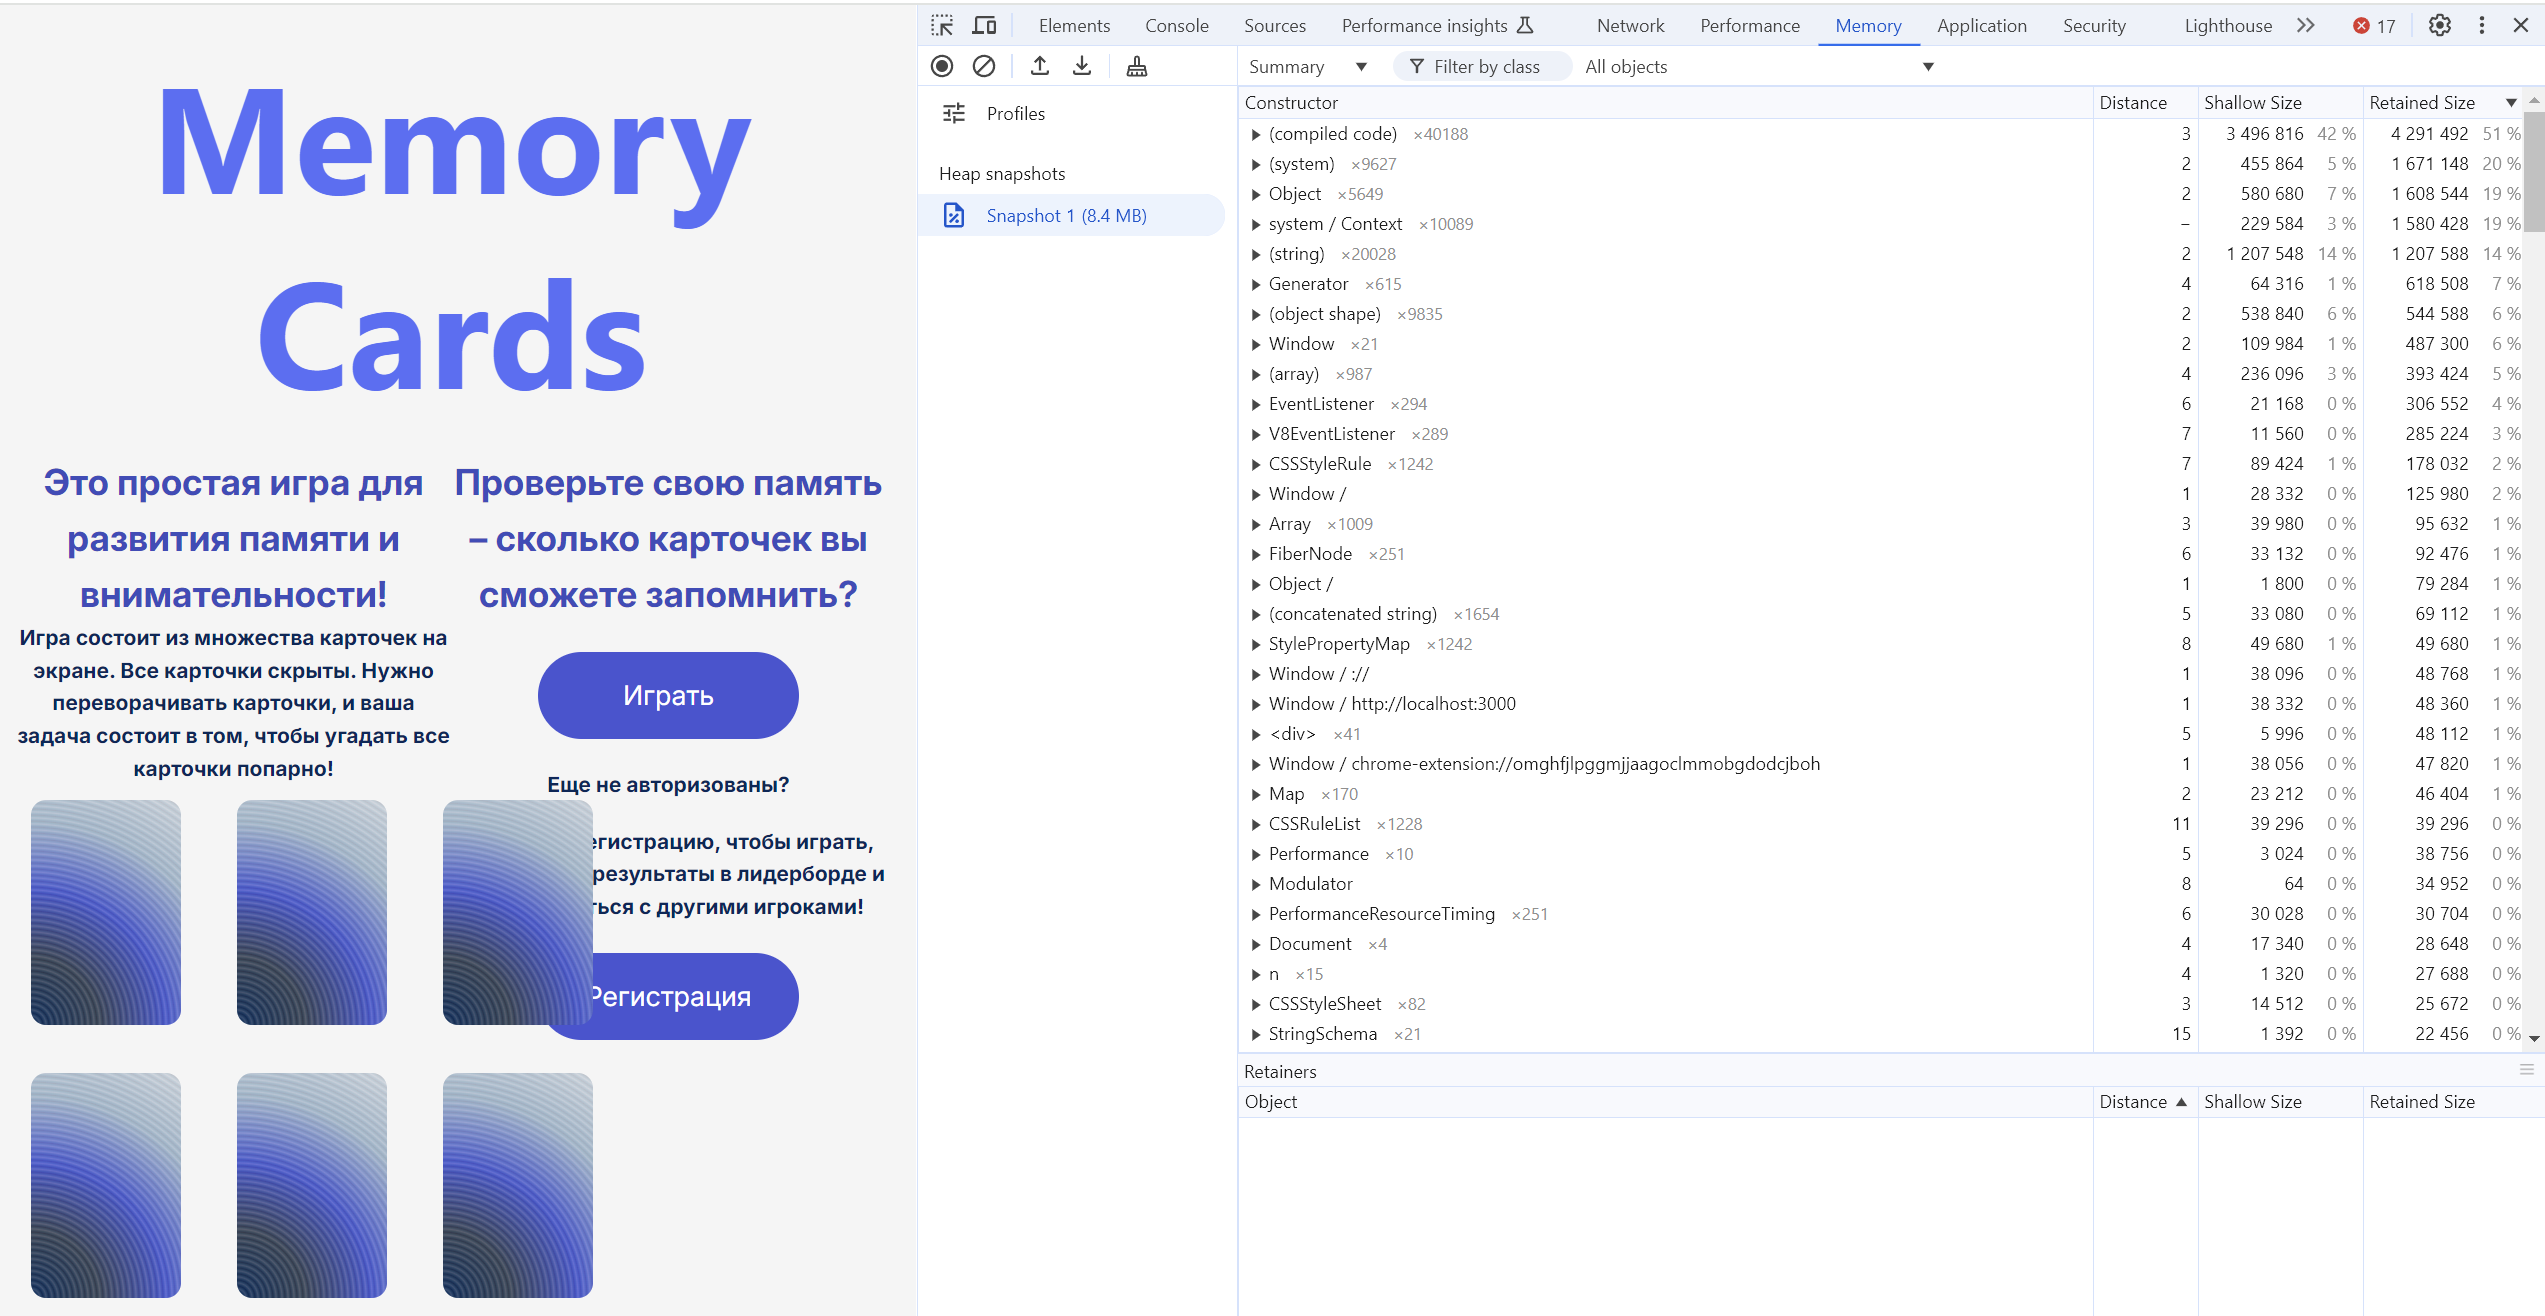 Memory
Cards
Это простая игра для
развития памяти и
внимательности!
Игра состоит из множества карточек на
экране. Все карточки скрыты. Нужно
переворачивать карточки, и ваша
задача состоит в том, чтобы угадать все
карточки попарно!
Проверьте свою память
– сколько карточек вы
сможете запомнить?
Играть
Еще не авторизованы?
егистрацию, чтобы играть,
результаты в лидерборде и
ться с другими игроками!
Регистрация
Elements Console Sources Performance insights Network Performance Memory Application Security Lighthouse 17
Summary Filter by class All objects
Profiles
Heap snapshots
Snapshot 1 (8.4 MB)
Constructor Distance Shallow Size Retained Size
(compiled code) ×40188 3 3 496 816 42 % 4 291 492 51 %
(system) ×9627 2 455 864 5 % 1 671 148 20 %
Object ×5649 2 580 680 7 % 1 608 544 19 %
system / Context ×10089 – 229 584 3 % 1 580 428 19 %
(string) ×20028 2 1 207 548 14 % 1 207 588 14 %
Generator ×615 4 64 316 1 % 618 508 7 %
(object shape) ×9835 2 538 840 6 % 544 588 6 %
Window ×21 2 109 984 1 % 487 300 6 %
(array) ×987 4 236 096 3 % 393 424 5 %
EventListener ×294 6 21 168 0 % 306 552 4 %
V8EventListener ×289 7 11 560 0 % 285 224 3 %
CSSStyleRule ×1242 7 89 424 1 % 178 032 2 %
Window / 1 28 332 0 % 125 980 2 %
Array ×1009 3 39 980 0 % 95 632 1 %
FiberNode ×251 6 33 132 0 % 92 476 1 %
Object / 1 1 800 0 % 79 284 1 %
(concatenated string) ×1654 5 33 080 0 % 69 112 1 %
StylePropertyMap ×1242 8 49 680 1 % 49 680 1 %
Window / :// 1 38 096 0 % 48 768 1 %
Window / http://localhost:3000 1 38 332 0 % 48 360 1 %
<div> ×41 5 5 996 0 % 48 112 1 %
Window / chrome-extension://omghfjlpggmjjaagoclmmobgdodcjboh 1 38 056 0 % 47 820 1 %
Map ×170 2 23 212 0 % 46 404 1 %
CSSRuleList ×1228 11 39 296 0 % 39 296 0 %
Performance ×10 5 3 024 0 % 38 756 0 %
Modulator 8 64 0 % 34 952 0 %
PerformanceResourceTiming ×251 6 30 028 0 % 30 704 0 %
Document ×4 4 17 340 0 % 28 648 0 %
n ×15 4 1 320 0 % 27 688 0 %
CSSStyleSheet ×82 3 14 512 0 % 25 672 0 %
StringSchema ×21 15 1 392 0 % 22 456 0 %
Retainers
Object Distance Shallow Size Retained Size